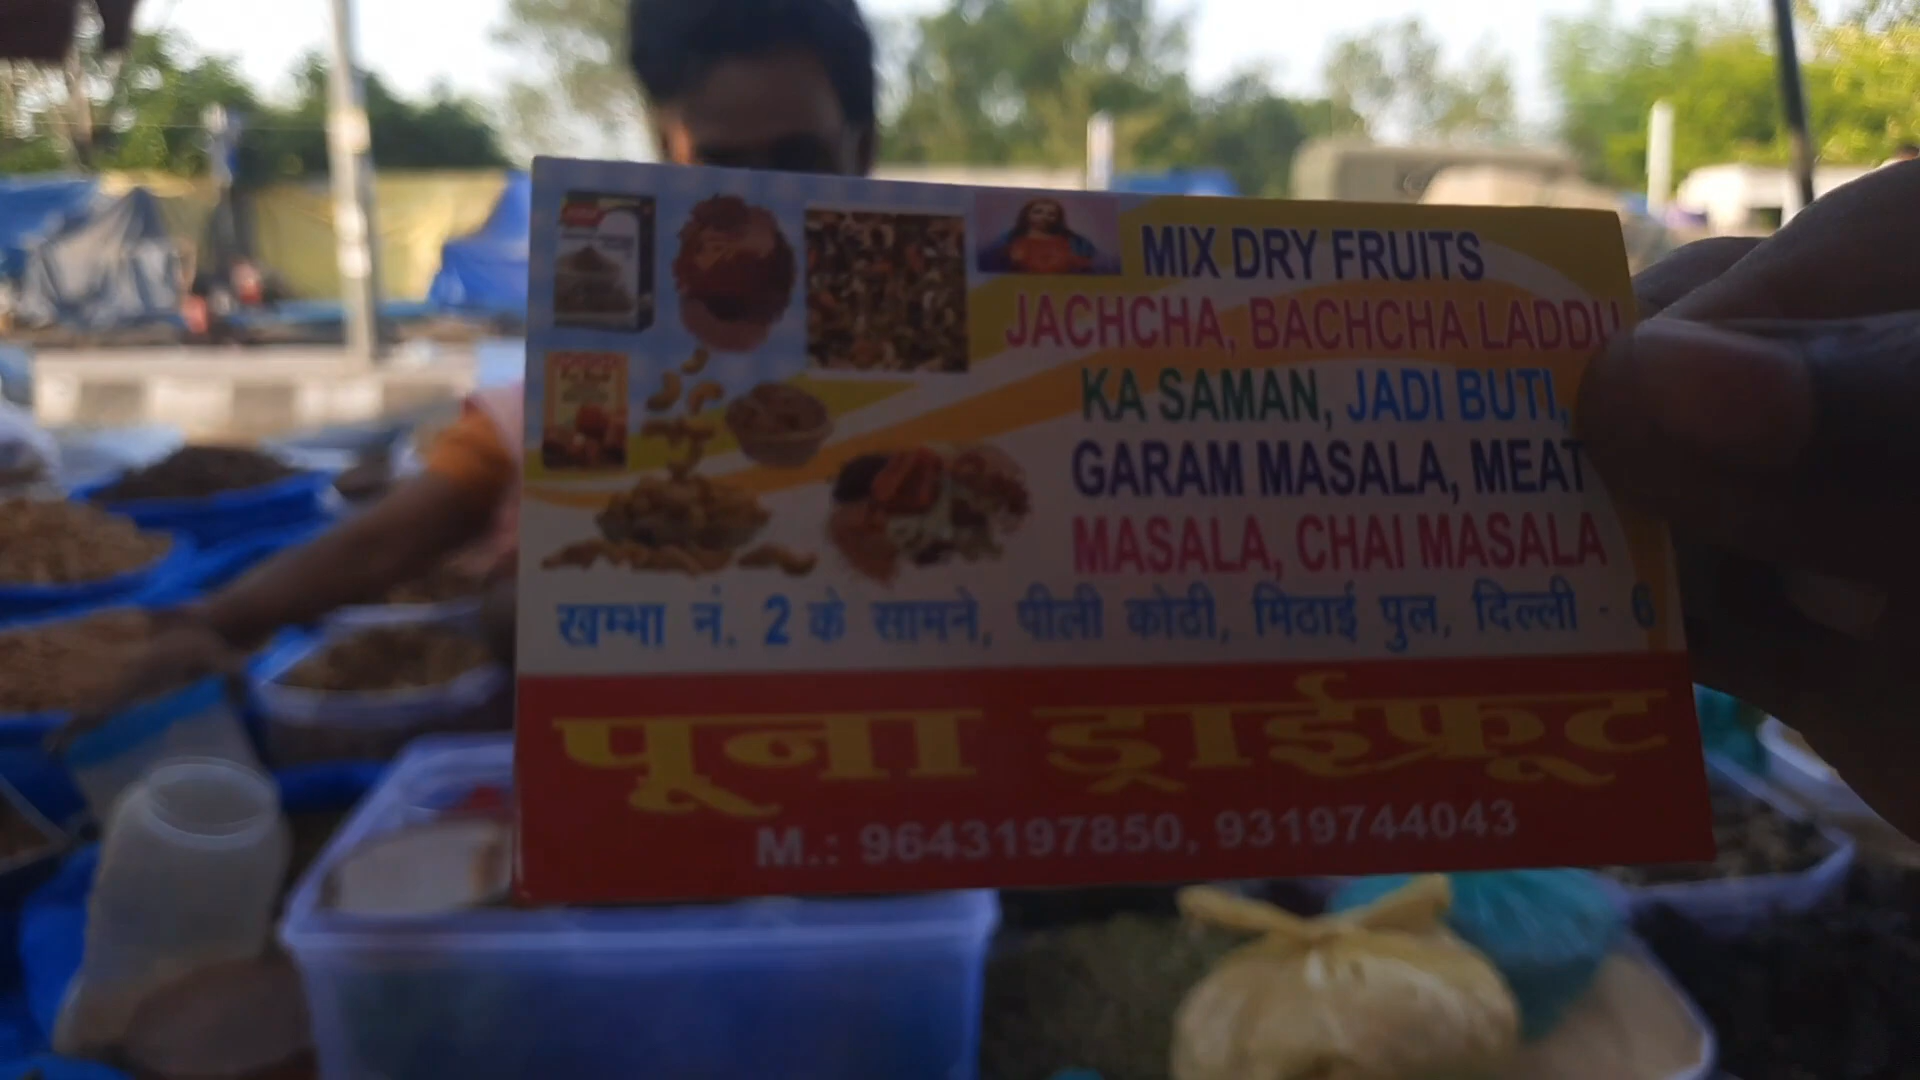 MIX DRY FRUITS
JACHCHA, BACHCHA LADDU
KA SAMAN, JADI BUTI,
GARAM MASALA, MEAT
MASALA, CHAI MASALA
खम्भा नं. 2 के सामने, पीली कोठी, मिठाई पुल, दिल्ली - 6
पूना ड्राईफ्रूट
M.: 9643197850, 9319744043